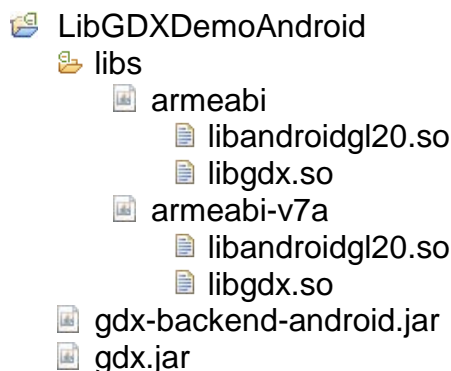 LibGDXDemoAndroid
libs
armeabi
libandroidgl20.so
libgdx.so
armeabi-v7a
libandroidgl20.so
libgdx.so
gdx-backend-android.jar
gdx.jar